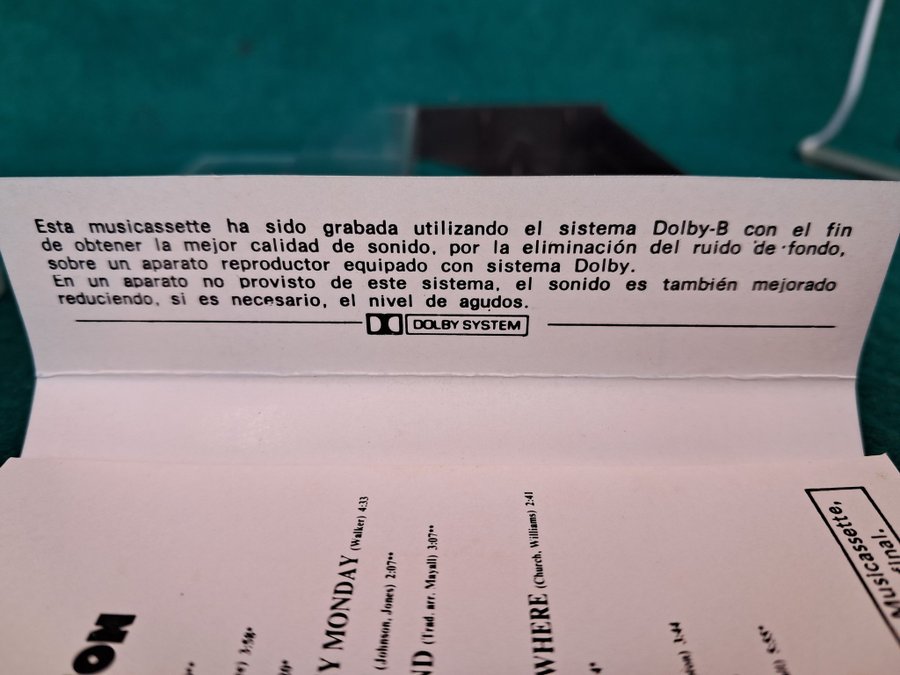 Esta musicassette ha sido grabada utilizando el sistema Dolby-B con el fin
de obtener la mejor calidad de sonido, por la eliminación del ruido de fondo,
sobre un aparato reproductor equipado con sistema Dolby.
En un aparato no provisto de este sistema, el sonido es también mejorado
reduciendo, si es necesario, el nivel de agudos.
DOLBY SYSTEM
Y MONDAY (Walker) 4:33
(Johnson, Jones) 2:07**
ND (Trad. arr. Mayall) 3:07**
WHERE (Church, Williams) 2:41
3:44
Musicassette,
final.